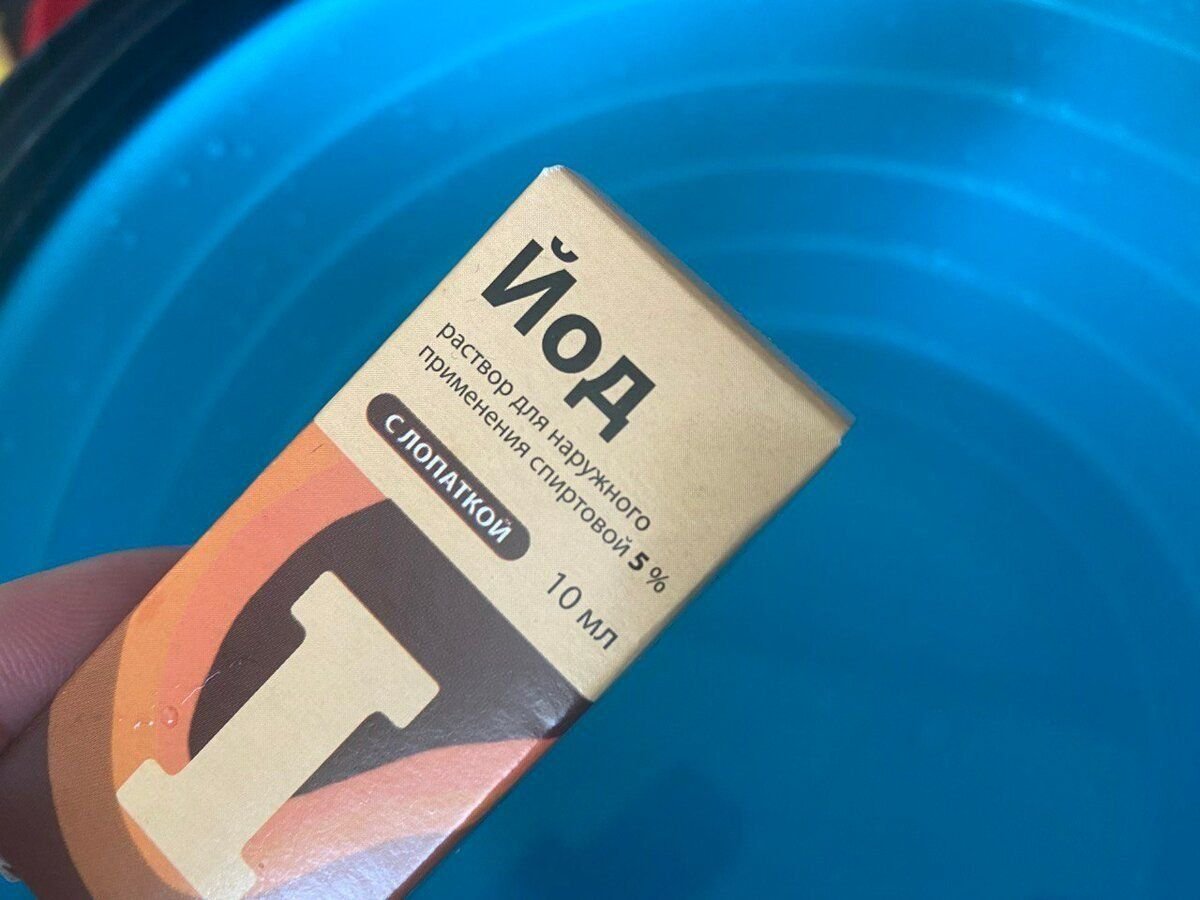 Йод
раствор для наружного
применения спиртовой 5 %
С ЛОПАТКОЙ
10 мл
I